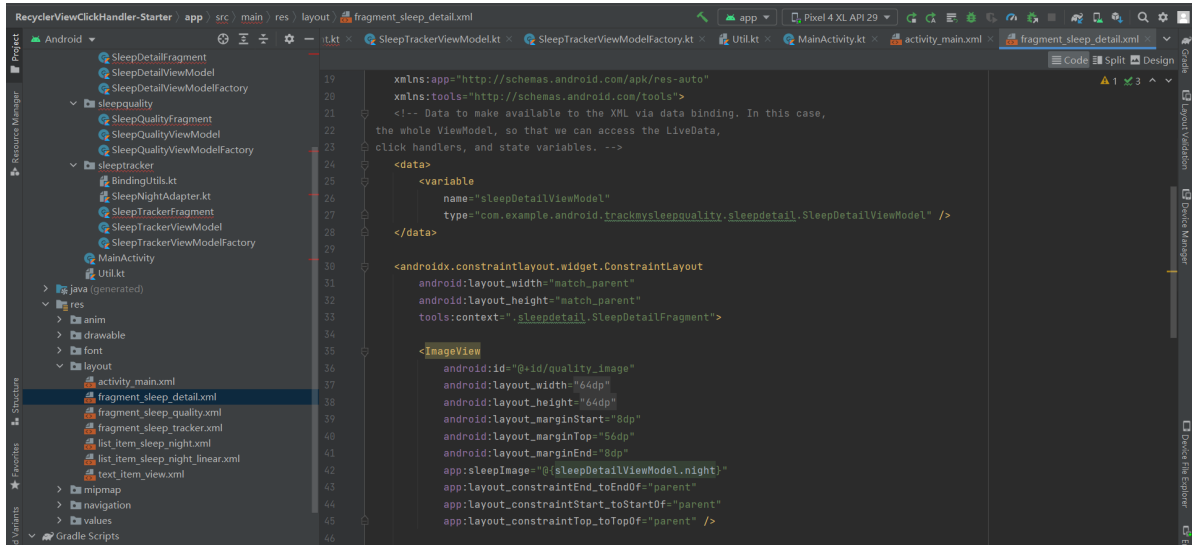 RecyclerViewClickHandler-Starter app src main res layout fragment_sleep_detail.xml
app
Pixel 4 XL API 29
Android
SleepTrackerViewModel.kt
SleepTrackerViewModelFactory.kt
Util.kt
MainActivity.kt
activity_main.xml
fragment_sleep_detail.xml
Code
Split
Design
Project
Resource Manager
Structure
Favorites
Gradle
Layout Validation
Device Manager
Device File Explorer
SleepDetailFragment
SleepDetailViewModel
SleepDetailViewModelFactory
sleepquality
SleepQualityFragment
SleepQualityViewModel
SleepQualityViewModelFactory
sleeptracker
BindingUtils.kt
SleepNightAdapter.kt
SleepTrackerFragment
SleepTrackerViewModel
SleepTrackerViewModelFactory
MainActivity
Util.kt
java (generated)
res
anim
drawable
font
layout
activity_main.xml
fragment_sleep_detail.xml
fragment_sleep_quality.xml
fragment_sleep_tracker.xml
list_item_sleep_night.xml
list_item_sleep_night_linear.xml
text_item_view.xml
mipmap
navigation
values
Gradle Scripts
1 3
19 xmlns:app="http://schemas.android.com/apk/res-auto"
20 xmlns:tools="http://schemas.android.com/tools">
21 <!-- Data to make available to the XML via data binding. In this case,
22 the whole ViewModel, so that we can access the LiveData,
23 click handlers, and state variables. -->
24 <data>
25 <variable
26 name="sleepDetailViewModel"
27 type="com.example.android.trackmysleepquality.sleepdetail.SleepDetailViewModel" />
28 </data>
29
30 <androidx.constraintlayout.widget.ConstraintLayout
31 android:layout_width="match_parent"
32 android:layout_height="match_parent"
33 tools:context=".sleepdetail.SleepDetailFragment">
34
35 <ImageView
36 android:id="@+id/quality_image"
37 android:layout_width="64dp"
38 android:layout_height="64dp"
39 android:layout_marginStart="8dp"
40 android:layout_marginTop="56dp"
41 android:layout_marginEnd="8dp"
42 app:sleepImage="@{sleepDetailViewModel.night}"
43 app:layout_constraintEnd_toEndOf="parent"
44 app:layout_constraintStart_toStartOf="parent"
45 app:layout_constraintTop_toTopOf="parent" />
46